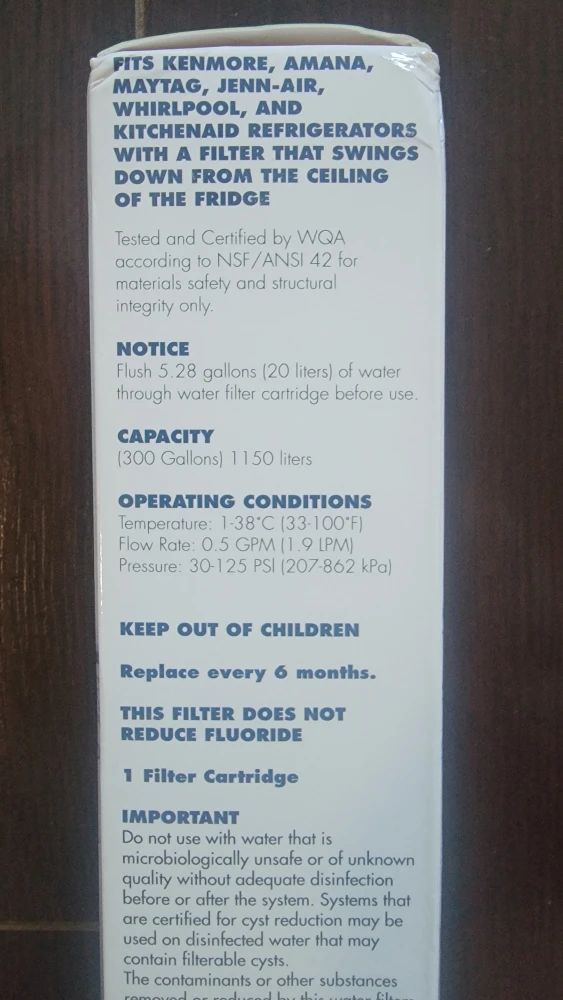 FITS KENMORE, AMANA,
MAYTAG, JENN-AIR,
WHIRLPOOL, AND
KITCHENAID REFRIGERATORS
WITH A FILTER THAT SWINGS
DOWN FROM THE CEILING
OF THE FRIDGE
Tested and Certified by WQA
according to NSF/ANSI 42 for
materials safety and structural
integrity only.
NOTICE
Flush 5.28 gallons (20 liters) of water
through water filter cartridge before use.
CAPACITY
(300 Gallons) 1150 liters
OPERATING CONDITIONS
Temperature: 1-38°C (33-100°F)
Flow Rate: 0.5 GPM (1.9 LPM)
Pressure: 30-125 PSI (207-862 kPa)
KEEP OUT OF CHILDREN
Replace every 6 months.
THIS FILTER DOES NOT
REDUCE FLUORIDE
1 Filter Cartridge
IMPORTANT
Do not use with water that is
microbiologically unsafe or of unknown
quality without adequate disinfection
before or after the system. Systems that
are certified for cyst reduction may be
used on disinfected water that may
contain filterable cysts.
The contaminants or other substances
removed or reduced by this water filter